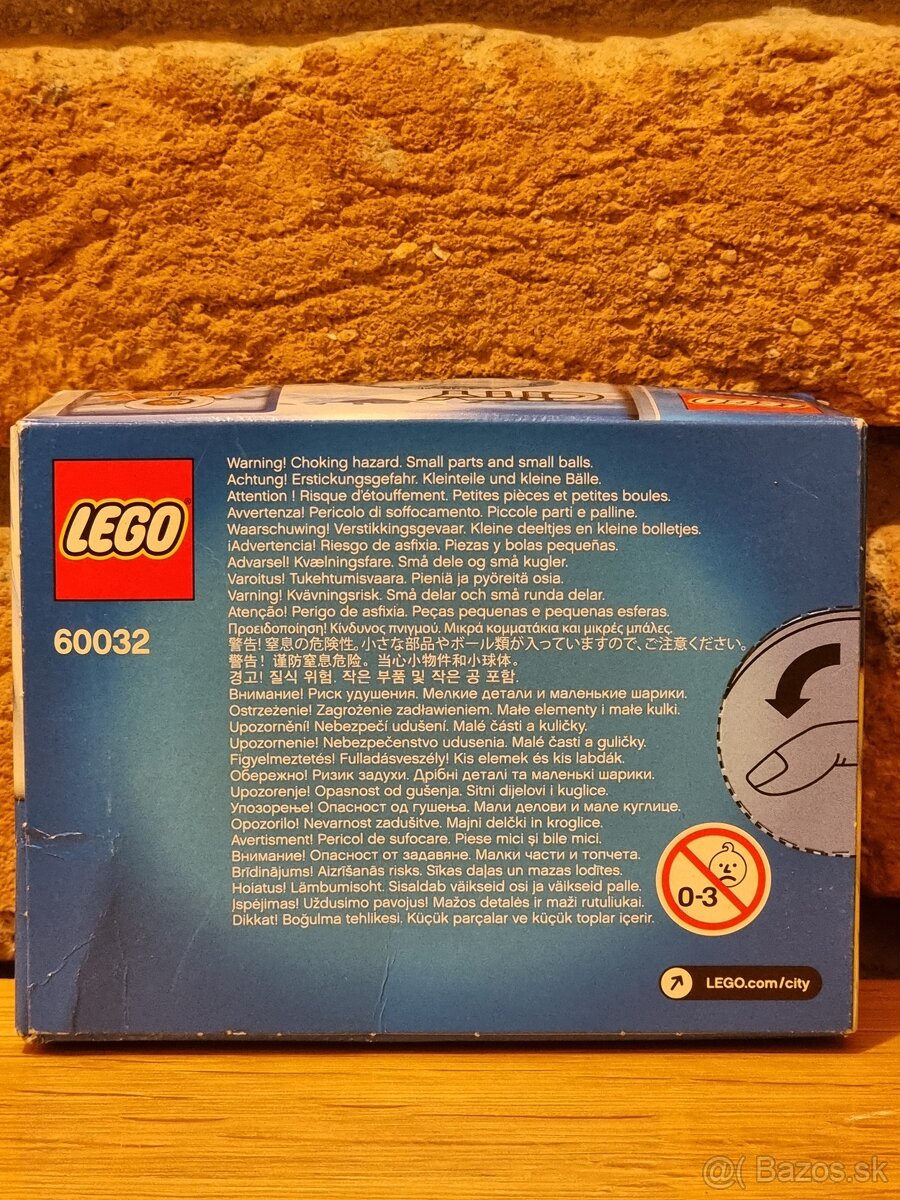 CITY
LEGO
LEGO®
60032
Warning! Choking hazard. Small parts and small balls.
Achtung! Erstickungsgefahr. Kleinteile und kleine Bälle.
Attention ! Risque d'étouffement. Petites pièces et petites boules.
Avvertenza! Pericolo di soffocamento. Piccole parti e palline.
Waarschuwing! Verstikkingsgevaar. Kleine deeltjes en kleine bolletjes.
¡Advertencia! Riesgo de asfixia. Piezas y bolas pequeñas.
Advarsel! Kvælningsfare. Små dele og små kugler.
Varoitus! Tukehtumisvaara. Pieniä ja pyöreitä osia.
Varning! Kvävningsrisk. Små delar och små runda delar.
Atenção! Perigo de asfixia. Peças pequenas e pequenas esferas.
Προειδοποίηση! Κίνδυνος πνιγμού. Μικρά κομματάκια και μικρές μπάλες.
警告! 窒息の危険性。小さな部品やボール類が入っていますので、ご注意ください。
警告! 谨防窒息危险。当心小物件和小球体。
경고! 질식 위험. 작은 부품 및 작은 공 포함.
Внимание! Риск удушения. Мелкие детали и маленькие шарики.
Ostrzeżenie! Zagrożenie zadławieniem. Małe elementy i małe kulki.
Upozornění! Nebezpečí udušení. Malé části a kuličky.
Upozornenie! Nebezpečenstvo udusenia. Malé časti a guličky.
Figyelmeztetés! Fulladásveszély! Kis elemek és kis labdák.
Обережно! Ризик задухи. Дрібні деталі та маленькі шарики.
Upozorenje! Opasnost od gušenja. Sitni dijelovi i kuglice.
Упозорење! Опасност од гушења. Мали делови и мале куглице.
Opozorilo! Nevarnost zadušitve. Majni delčki in kroglice.
Avertisment! Pericol de sufocare. Piese mici și bile mici.
Внимание! Опасност от задавяне. Малки части и топчета.
Brīdinājums! Aizrīšanās risks. Sīkas daļas un mazas lodītes.
Hoiatus! Lämbumisoht. Sisaldab väikseid osi ja väikseid palle.
Įspėjimas! Uždusimo pavojus! Mažos detalės ir maži rutuliukai.
Dikkat! Boğulma tehlikesi. Küçük parçalar ve küçük toplar içerir.
0-3
LEGO.com/city
@( Bazos.sk